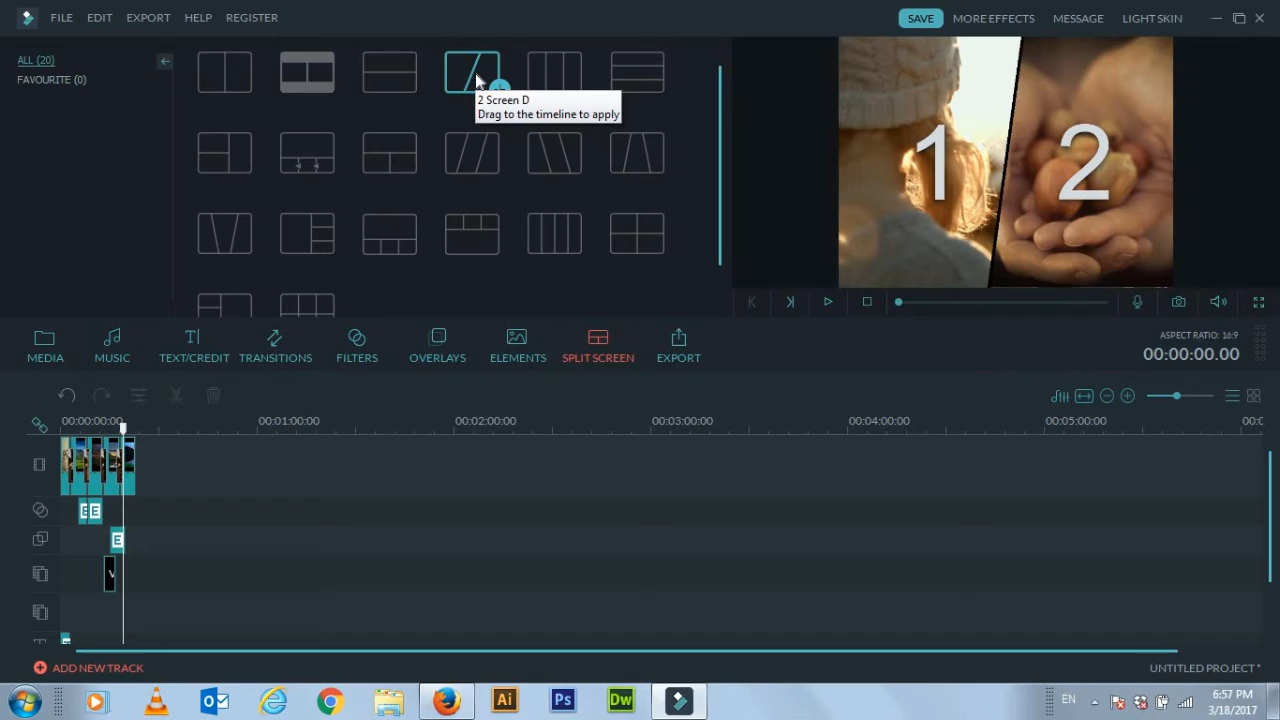 FILE EDIT EXPORT HELP REGISTER SAVE MORE EFFECTS MESSAGE LIGHT SKIN
ALL (20)
FAVOURITE (0)
2 Screen D
Drag to the timeline to apply
1 2
MEDIA MUSIC TEXT/CREDIT TRANSITIONS FILTERS OVERLAYS ELEMENTS SPLIT SCREEN EXPORT
ASPECT RATIO: 16:9
00:00:00.00
00:00:00:00 00:01:00:00 00:02:00:00 00:03:00:00 00:04:00:00 00:05:00:00 00:0
E E
E
V
ADD NEW TRACK UNTITLED PROJECT *
Ai Ps Dw EN 6:57 PM
3/18/2017